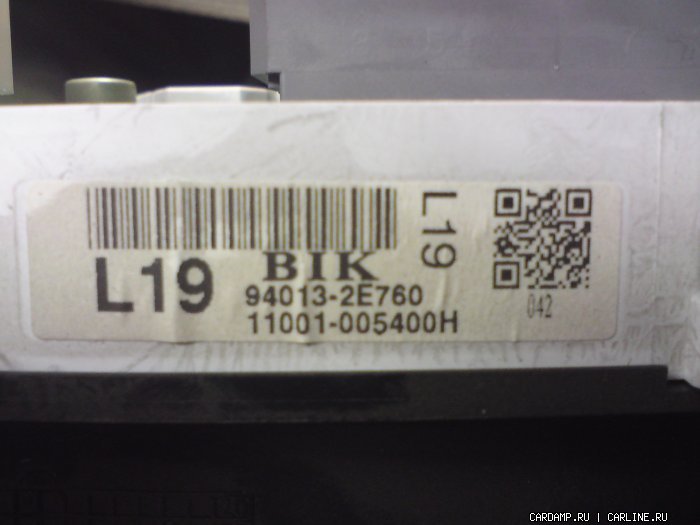 L19
BIK
94013-2E760
11001-005400H
L19
042
CARDAMP.RU | CARLINE.RU